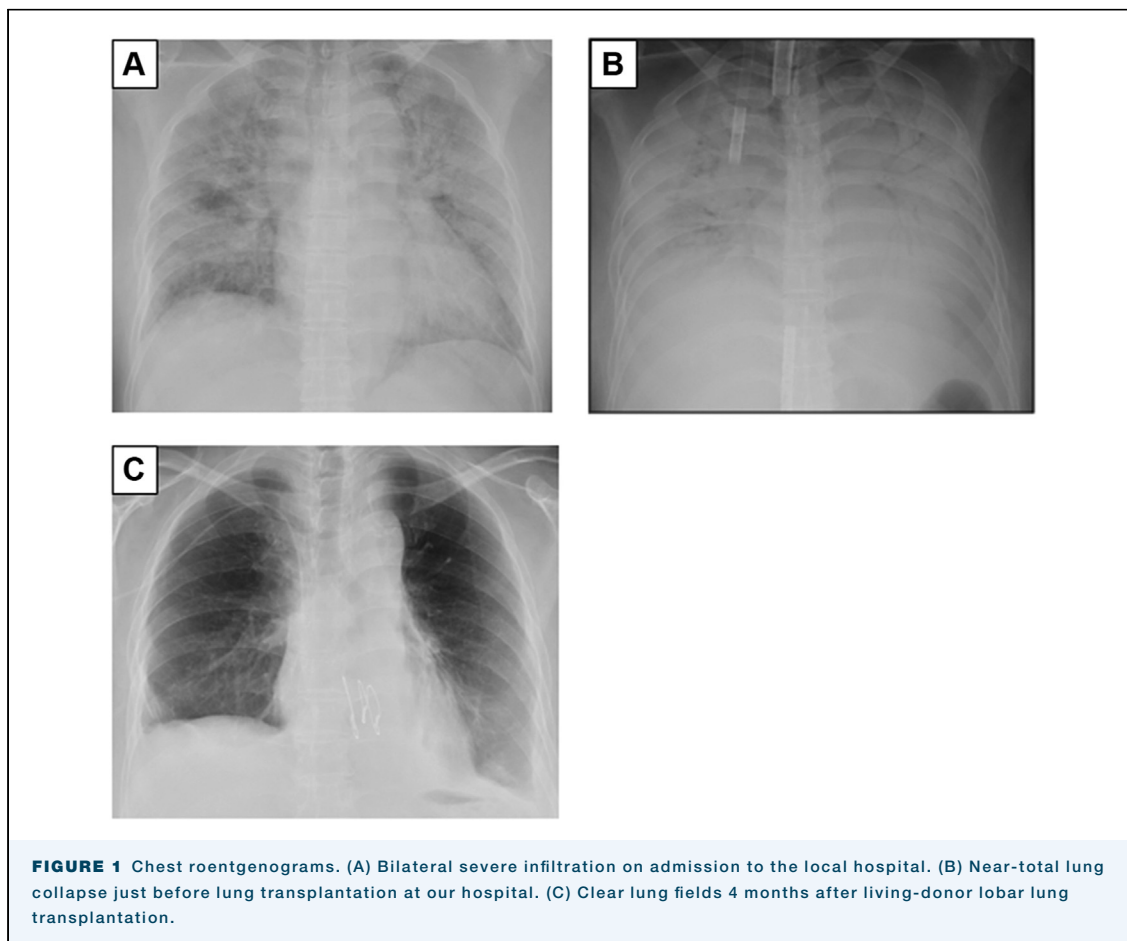 A
B
C
FIGURE 1 Chest roentgenograms. (A) Bilateral severe infiltration on admission to the local hospital. (B) Near-total lung
collapse just before lung transplantation at our hospital. (C) Clear lung fields 4 months after living-donor lobar lung
transplantation.